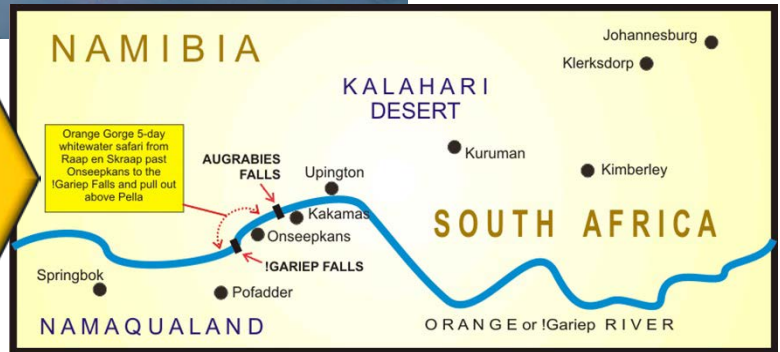 NAMIBIA
Johannesburg
Klerksdorp
KALAHARI
DESERT
Orange Gorge 5-day
whitewater safari from
Raap en Skraap past
Onseepkans to the
!Gariep Falls and pull out
above Pella
AUGRABIES
FALLS
Upington
Kuruman
Kimberley
Kakamas
Onseepkans
SOUTH AFRICA
!GARIEP FALLS
Springbok
Pofadder
NAMAQUALAND
ORANGE or !Gariep RIVER